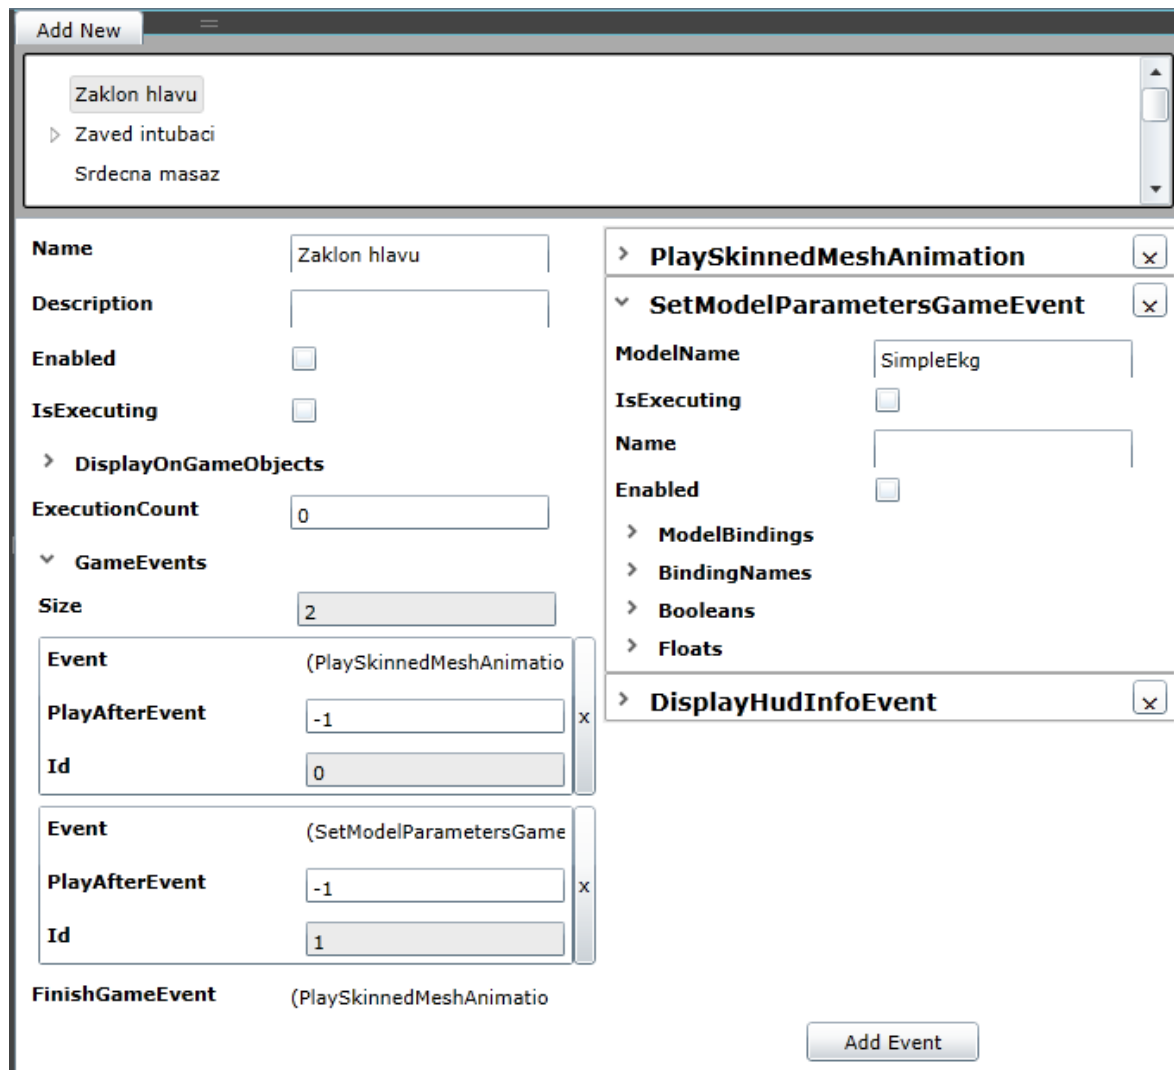 Add New
Zaklon hlavu
Zaved intubaci
Srdecna masaz
Name
Zaklon hlavu
Description
Enabled
IsExecuting
DisplayOnGameObjects
ExecutionCount
0
GameEvents
Size
2
Event
(PlaySkinnedMeshAnimatio
PlayAfterEvent
-1
x
Id
0
Event
(SetModelParametersGame
PlayAfterEvent
-1
x
Id
1
FinishGameEvent
(PlaySkinnedMeshAnimatio
PlaySkinnedMeshAnimation
x
SetModelParametersGameEvent
x
ModelName
SimpleEkg
IsExecuting
Name
Enabled
ModelBindings
BindingNames
Booleans
Floats
DisplayHudInfoEvent
x
Add Event